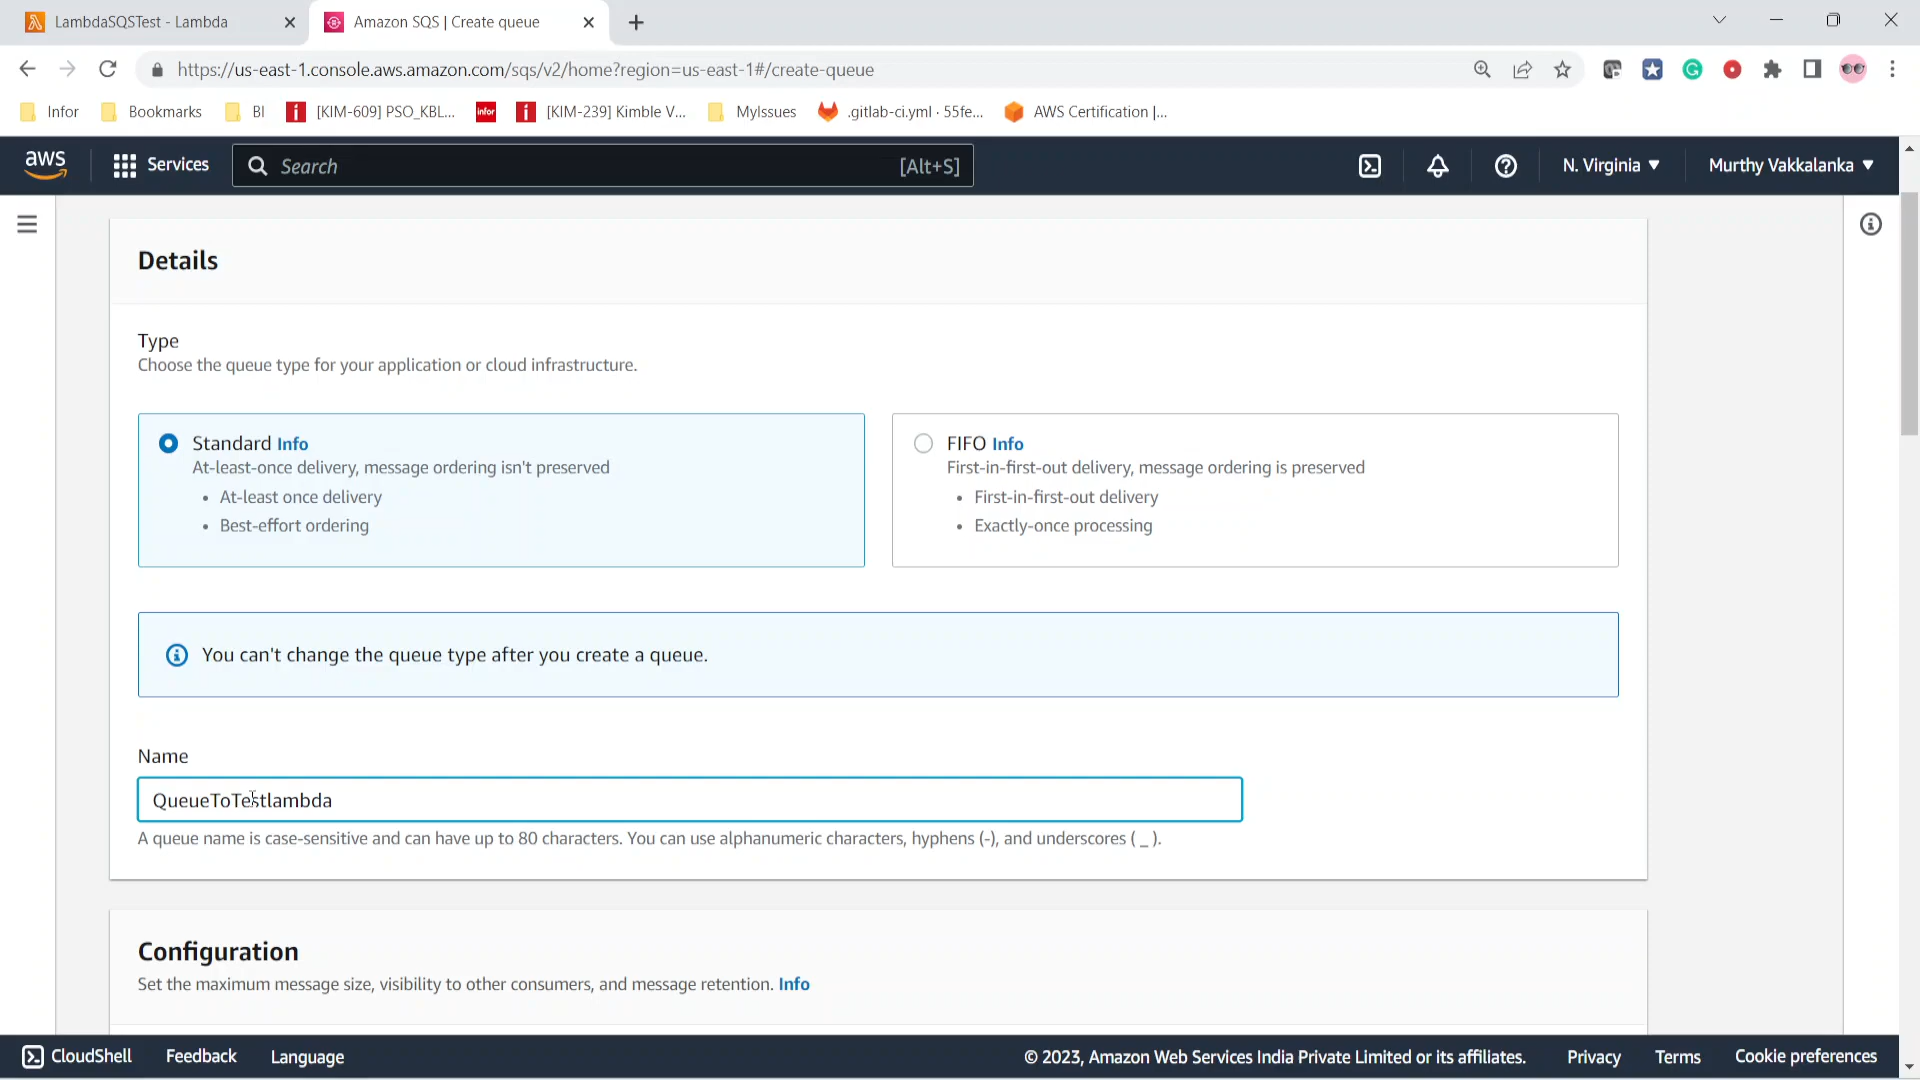 LambdaSQSTest - Lambda
Amazon SQS | Create queue
https://us-east-1.console.aws.amazon.com/sqs/v2/home?region=us-east-1#/create-queue
Infor
Bookmarks
BI
[KIM-609] PSO_KBL...
infor
[KIM-239] Kimble V...
MyIssues
.gitlab-ci.yml · 55fe...
AWS Certification |...
aws
Services
Search
[Alt+S]
N. Virginia
Murthy Vakkalanka
Details
Type
Choose the queue type for your application or cloud infrastructure.
Standard Info
At-least-once delivery, message ordering isn't preserved
• At-least once delivery
• Best-effort ordering
FIFO Info
First-in-first-out delivery, message ordering is preserved
• First-in-first-out delivery
• Exactly-once processing
You can't change the queue type after you create a queue.
Name
QueueToTestlambda
A queue name is case-sensitive and can have up to 80 characters. You can use alphanumeric characters, hyphens (-), and underscores ( _ ).
Configuration
Set the maximum message size, visibility to other consumers, and message retention. Info
CloudShell
Feedback
Language
© 2023, Amazon Web Services India Private Limited or its affiliates.
Privacy
Terms
Cookie preferences